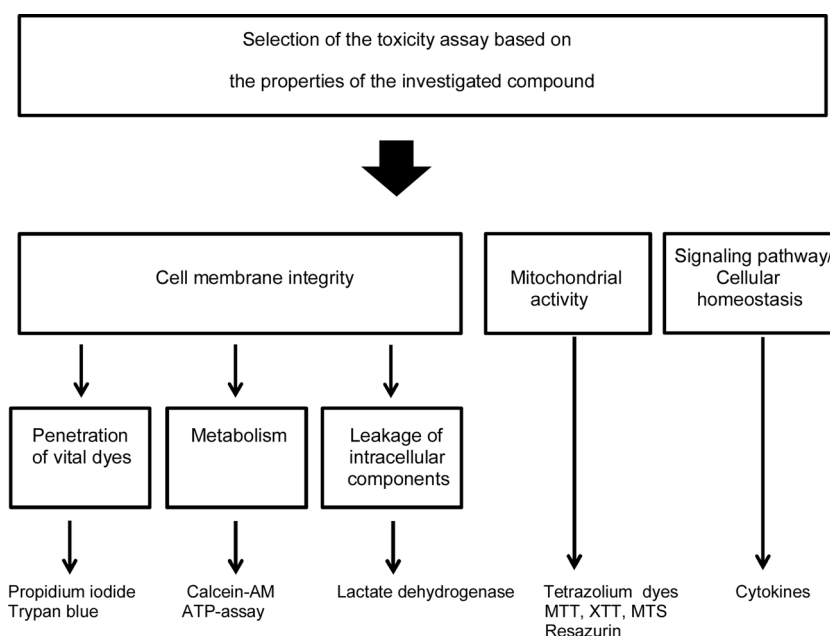 Selection of the toxicity assay based on
the properties of the investigated compound
Cell membrane integrity
Mitochondrial
activity
Signaling pathway/
Cellular
homeostasis
Penetration
of vital dyes
Metabolism
Leakage of
intracellular
components
Propidium iodide
Trypan blue
Calcein-AM
ATP-assay
Lactate dehydrogenase
Tetrazolium dyes
MTT, XTT, MTS
Resazurin
Cytokines